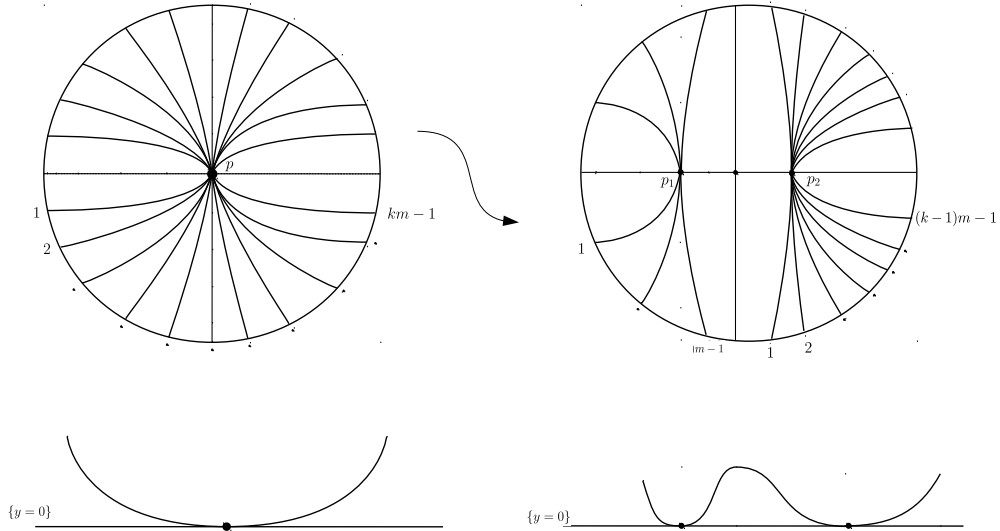 p
1
km − 1
2
p₁
p₂
1
(k − 1)m − 1
m − 1
1
2
{y = 0}
{y = 0}